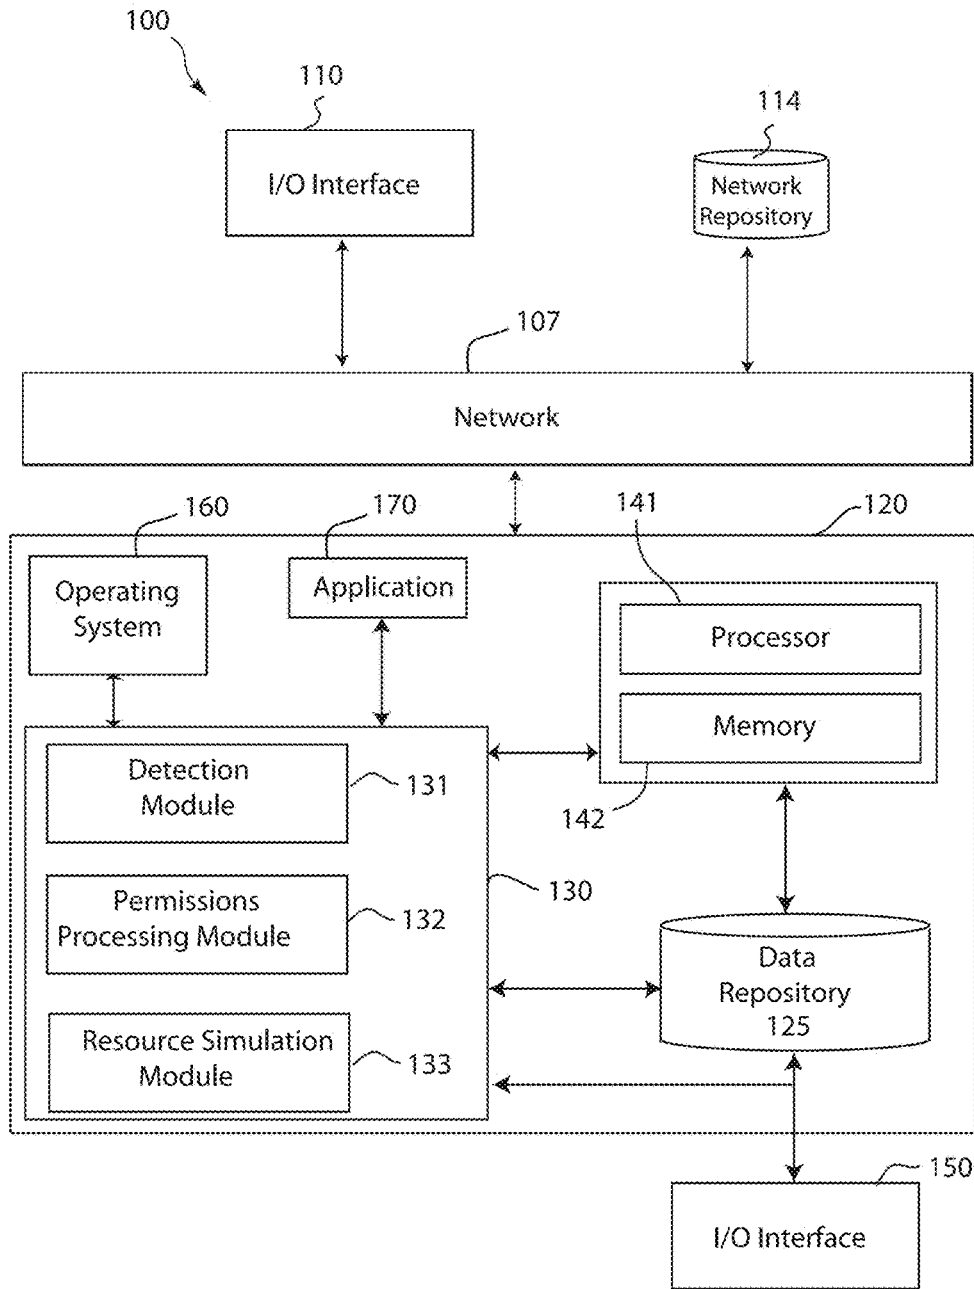 100
110
I/O Interface
114
Network
Repository
107
Network
160
170
141
120
Operating
System
Application
Processor
Memory
142
Detection
Module
131
130
Permissions
Processing Module
132
Data
Repository
125
Resource Simulation
Module
133
150
I/O Interface